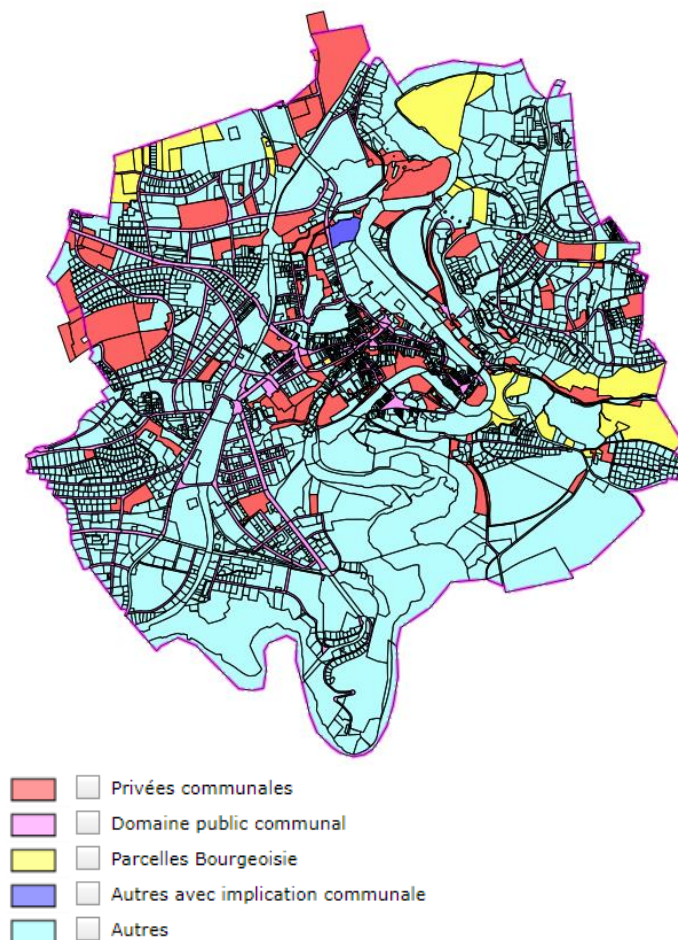 Privées communales
Domaine public communal
Parcelles Bourgeoisie
Autres avec implication communale
Autres